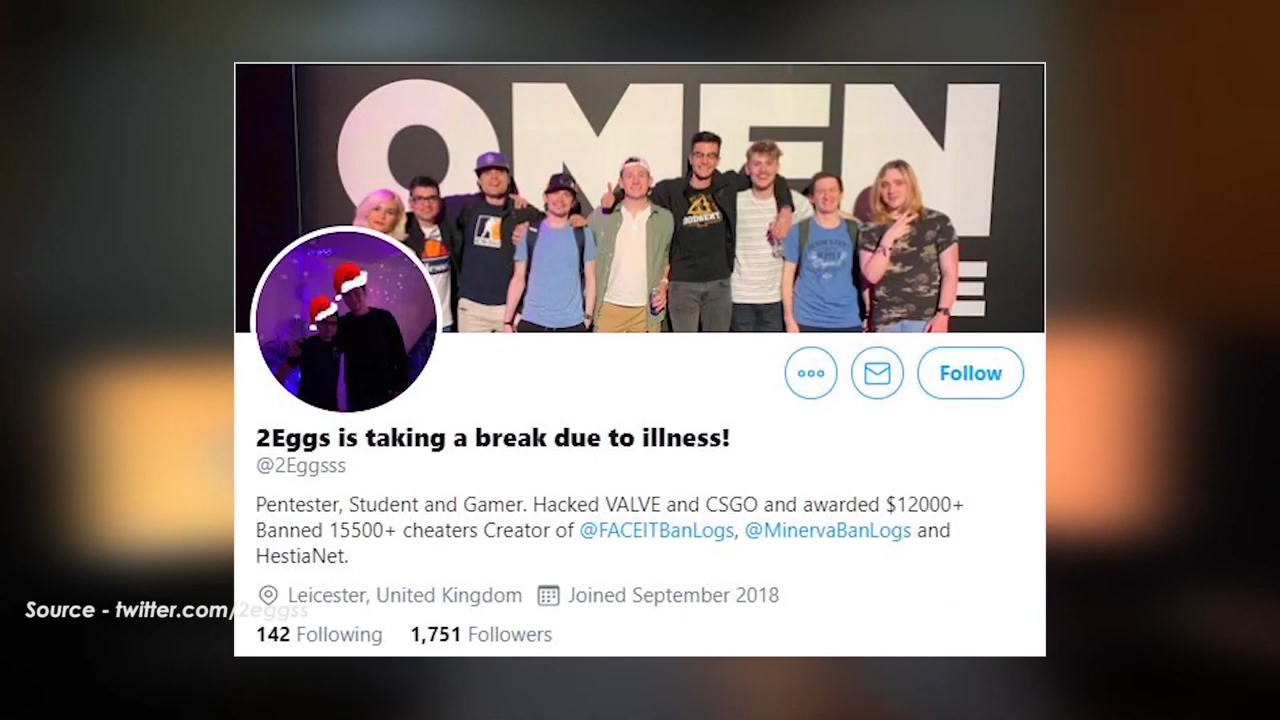 OMEN
2Eggs is taking a break due to illness!
@2Eggsss
Pentester, Student and Gamer. Hacked VALVE and CSGO and awarded $12000+
Banned 15500+ cheaters Creator of @FACEITBanLogs, @MinervaBanLogs and
HestiaNet.
Leicester, United Kingdom Joined September 2018
Source - twitter.com/2eggss
142 Following 1,751 Followers
Follow